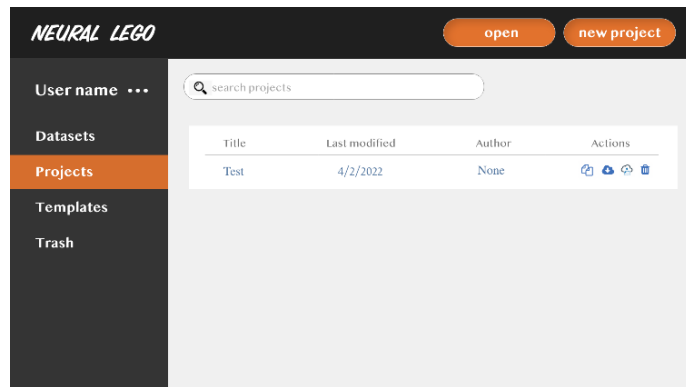 NEURAL LEGO
open
new project
User name •••
search projects
Datasets
Projects
Templates
Trash
Title Last modified Author Actions
Test 4/2/2022 None